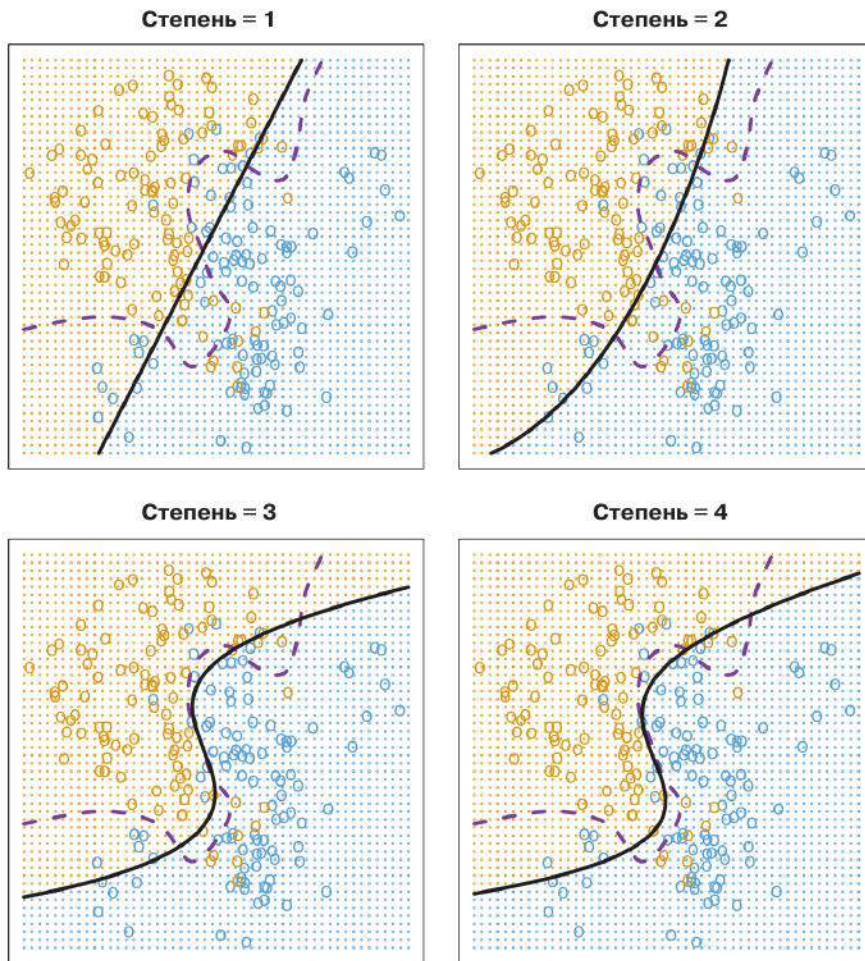 Степень = 1
Степень = 2
Степень = 3
Степень = 4